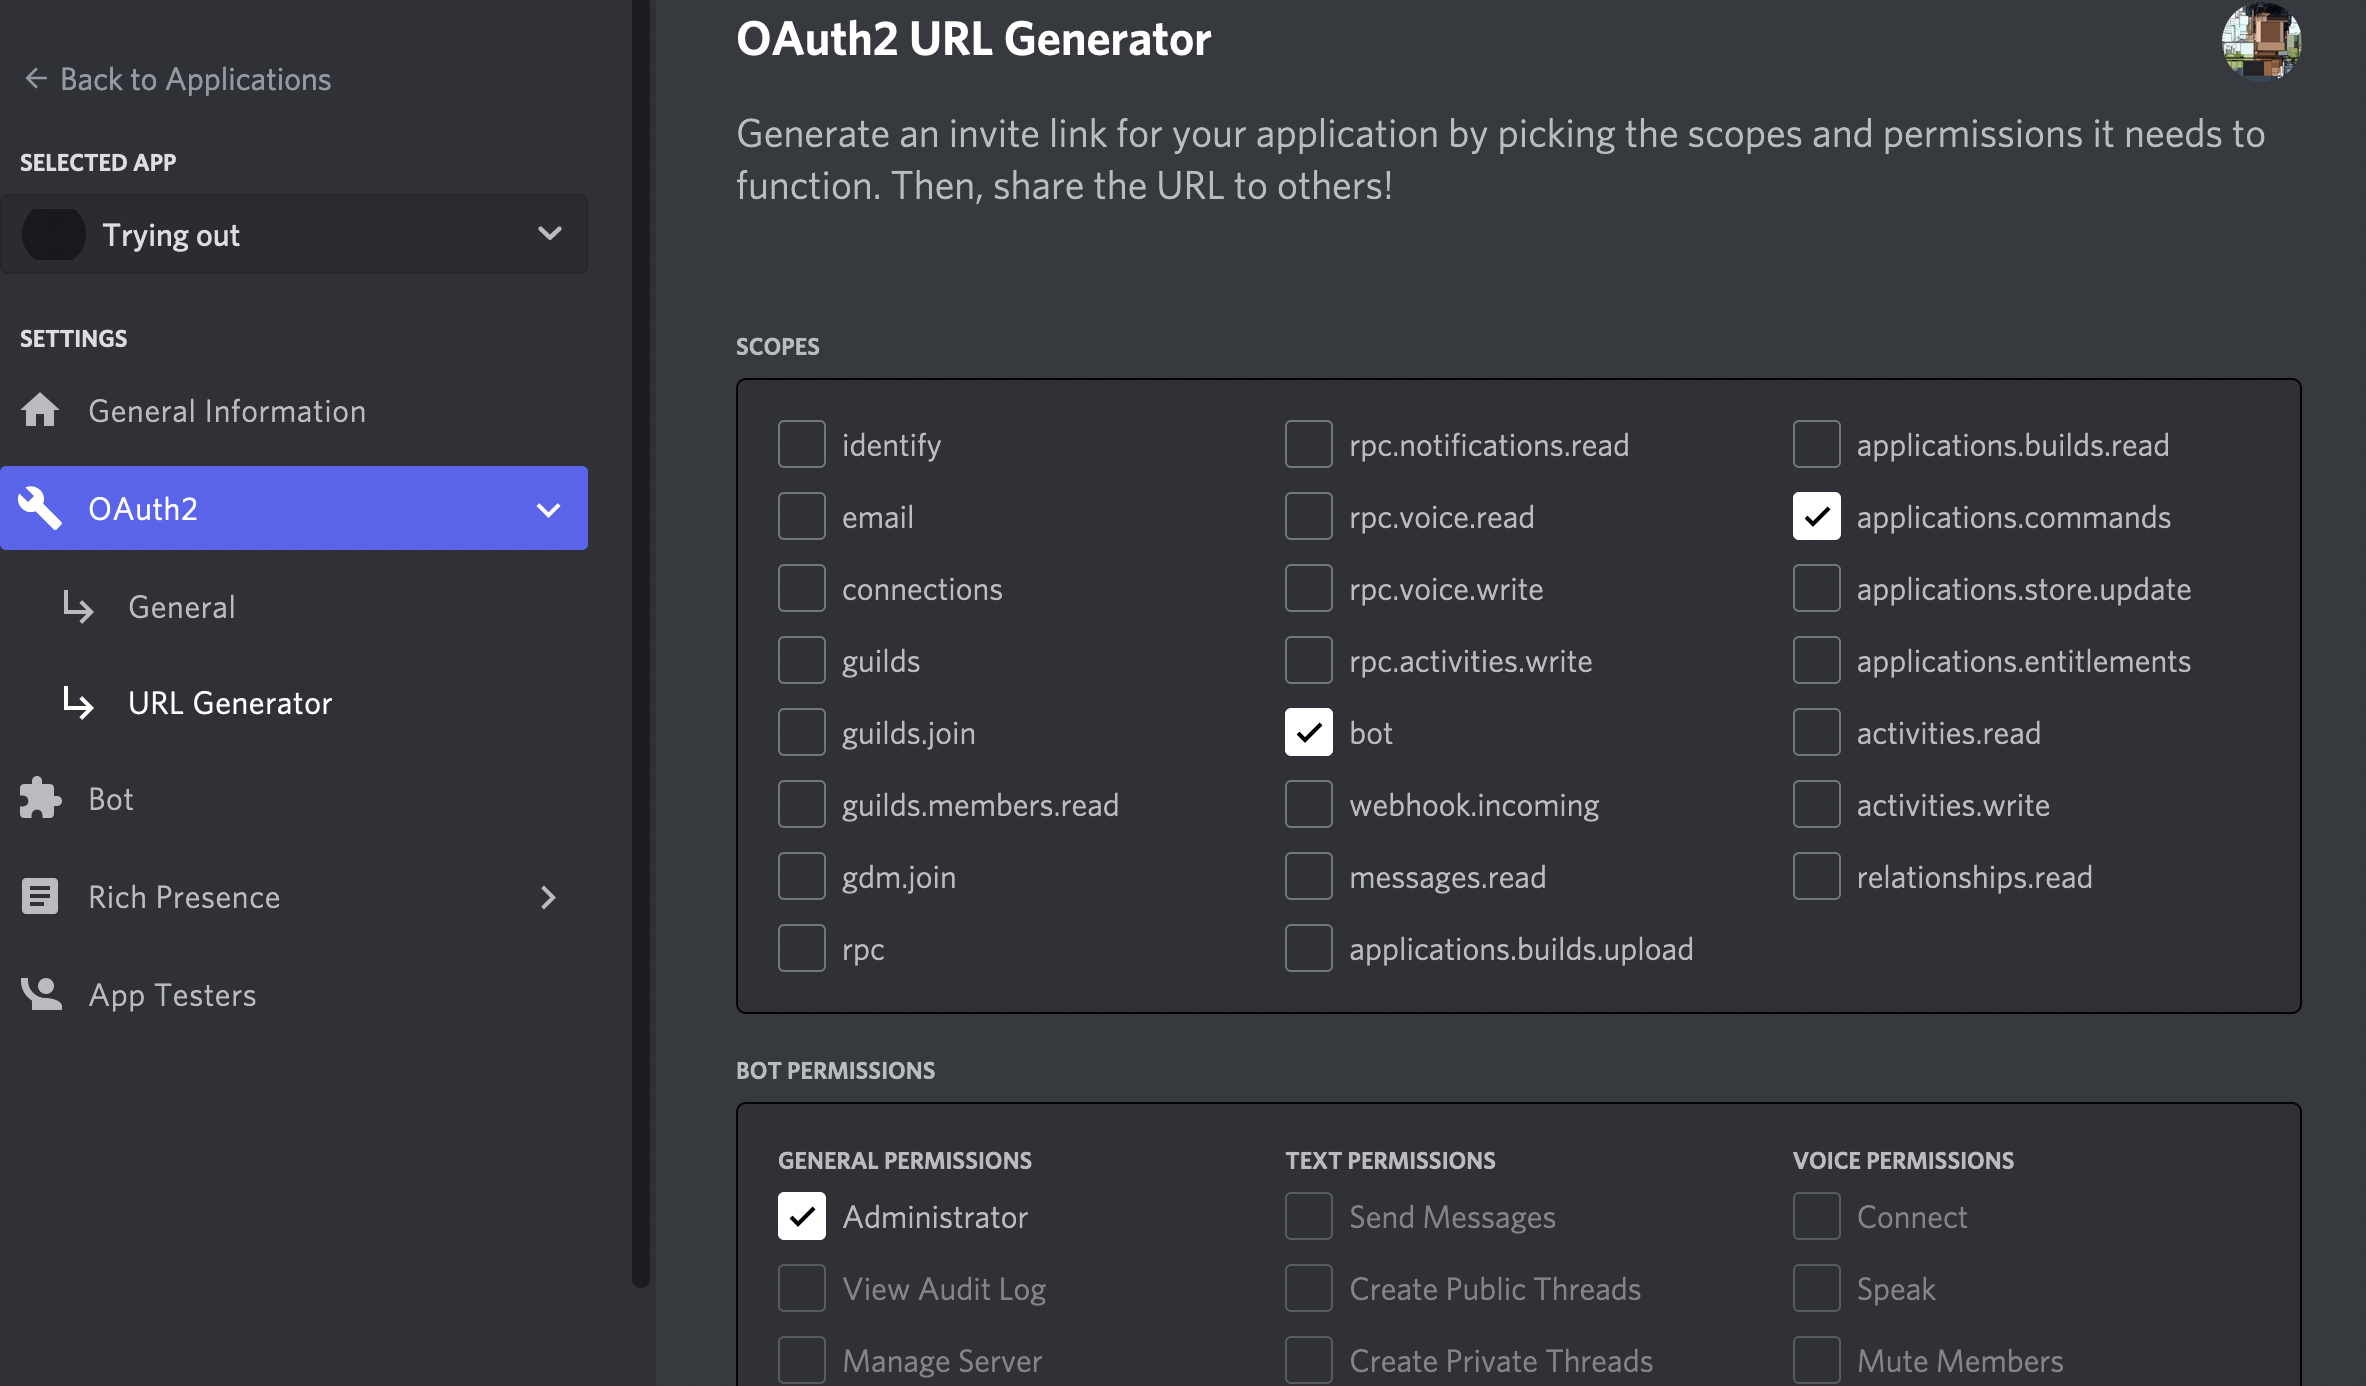 ← Back to Applications
SELECTED APP
Trying out
SETTINGS
General Information
OAuth2
General
URL Generator
Bot
Rich Presence
App Testers
OAuth2 URL Generator
Generate an invite link for your application by picking the scopes and permissions it needs to
function. Then, share the URL to others!
SCOPES
identify
email
connections
guilds
guilds.join
guilds.members.read
gdm.join
rpc
rpc.notifications.read
rpc.voice.read
rpc.voice.write
rpc.activities.write
bot
webhook.incoming
messages.read
applications.builds.upload
applications.builds.read
applications.commands
applications.store.update
applications.entitlements
activities.read
activities.write
relationships.read
BOT PERMISSIONS
GENERAL PERMISSIONS
Administrator
View Audit Log
Manage Server
TEXT PERMISSIONS
Send Messages
Create Public Threads
Create Private Threads
VOICE PERMISSIONS
Connect
Speak
Mute Members